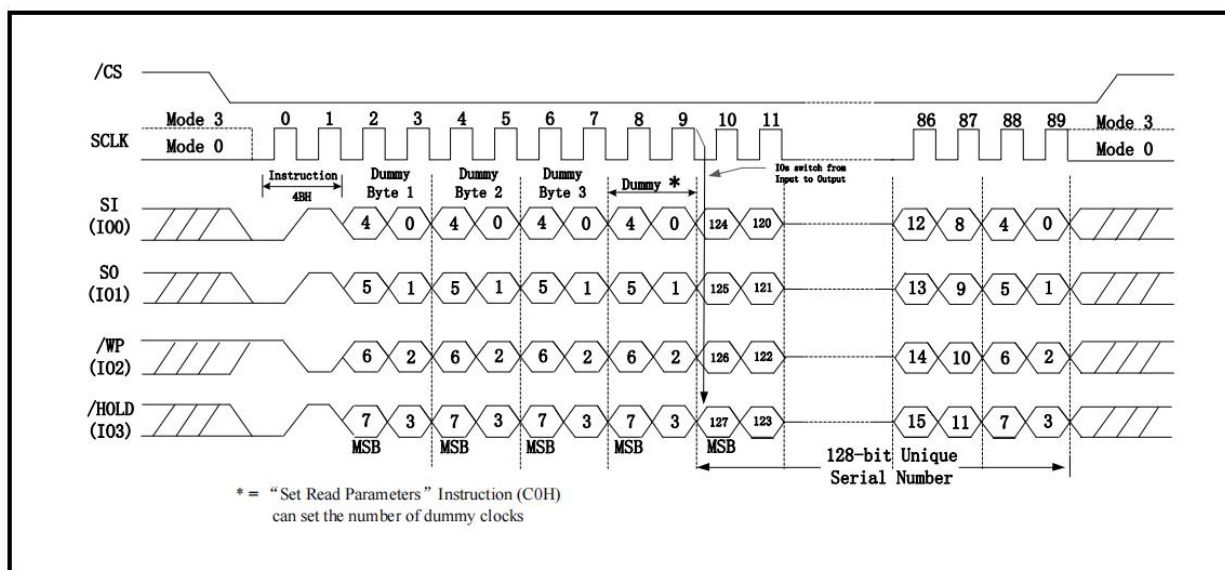 /CS
Mode 3 0 1 2 3 4 5 6 7 8 9 10 11 86 87 88 89 Mode 3
SCLK Mode 0 Mode 0
Instruction Dummy Dummy Dummy Dummy * IOs switch from
4BH Byte 1 Byte 2 Byte 3 Input to Output
SI
(IO0) 4 0 4 0 4 0 4 0 124 120 12 8 4 0
SO
(IO1) 5 1 5 1 5 1 5 1 125 121 13 9 5 1
/WP
(IO2) 6 2 6 2 6 2 6 2 126 122 14 10 6 2
/HOLD
(IO3) 7 3 7 3 7 3 7 3 127 123 15 11 7 3
MSB MSB MSB MSB MSB
128-bit Unique
Serial Number
* = “Set Read Parameters” Instruction (C0H)
can set the number of dummy clocks